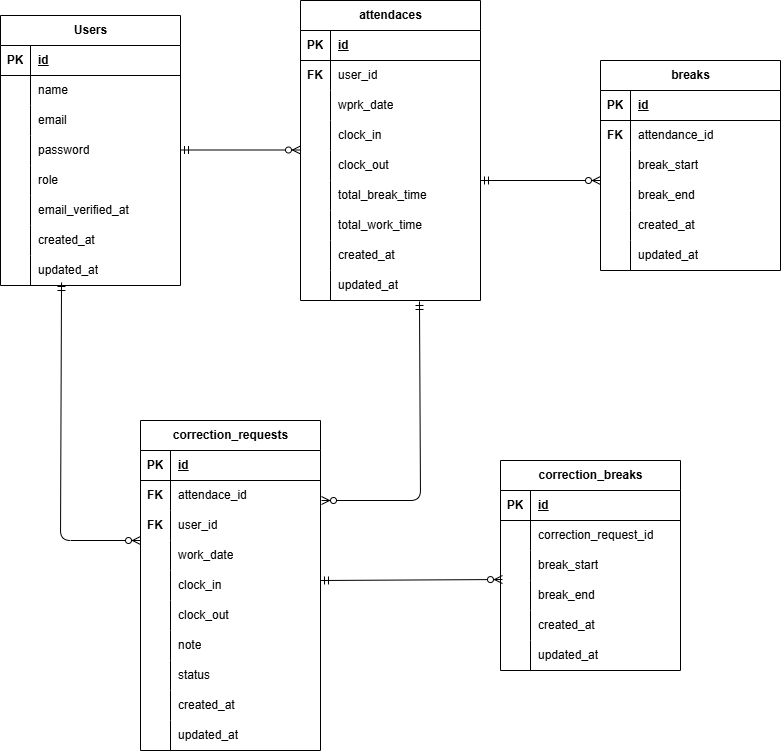 Users
PK id
name
email
password
role
email_verified_at
created_at
updated_at
attendaces
PK id
FK user_id
wprk_date
clock_in
clock_out
total_break_time
total_work_time
created_at
updated_at
breaks
PK id
FK attendance_id
break_start
break_end
created_at
updated_at
correction_requests
PK id
FK attendace_id
FK user_id
work_date
clock_in
clock_out
note
status
created_at
updated_at
correction_breaks
PK id
correction_request_id
break_start
break_end
created_at
updated_at